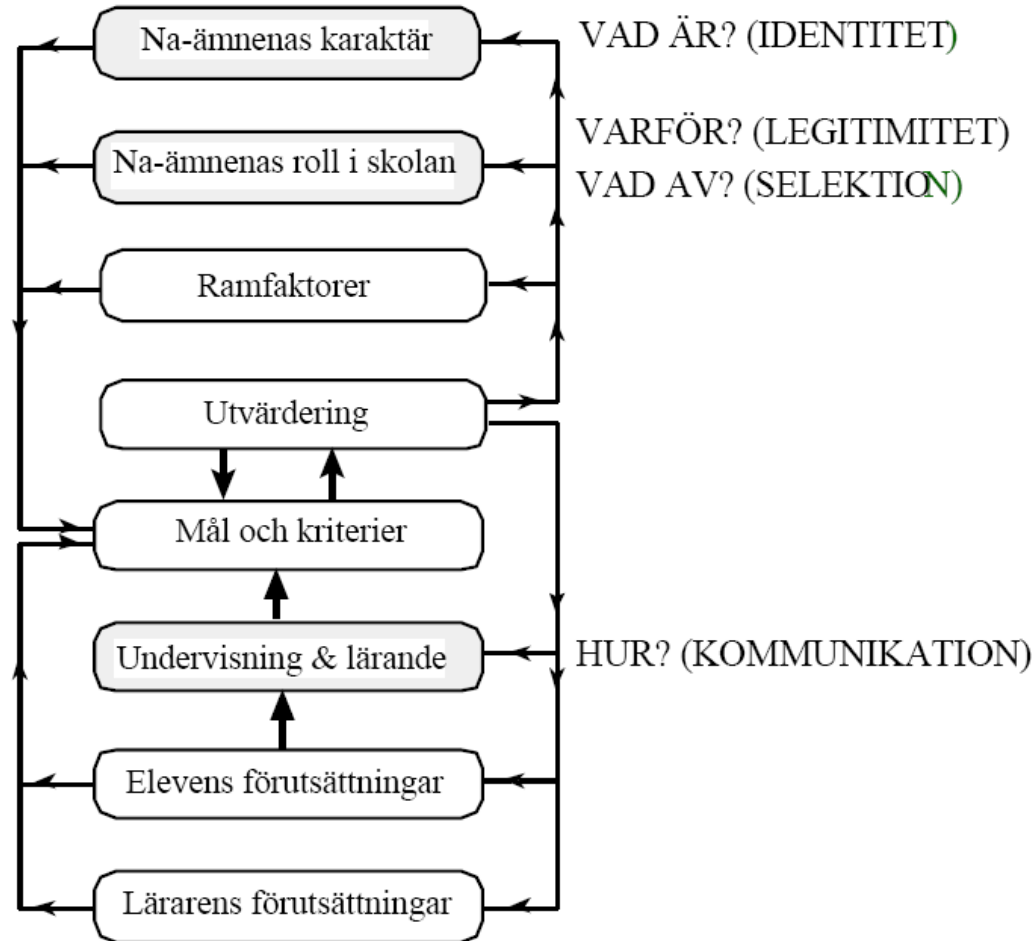 Na-ämnenas karaktär
VAD ÄR? (IDENTITET)
VARFÖR? (LEGITIMITET)
Na-ämnenas roll i skolan
VAD AV? (SELEKTION)
Ramfaktorer
Utvärdering
Mål och kriterier
Undervisning & lärande
HUR? (KOMMUNIKATION)
Elevens förutsättningar
Lärarens förutsättningar